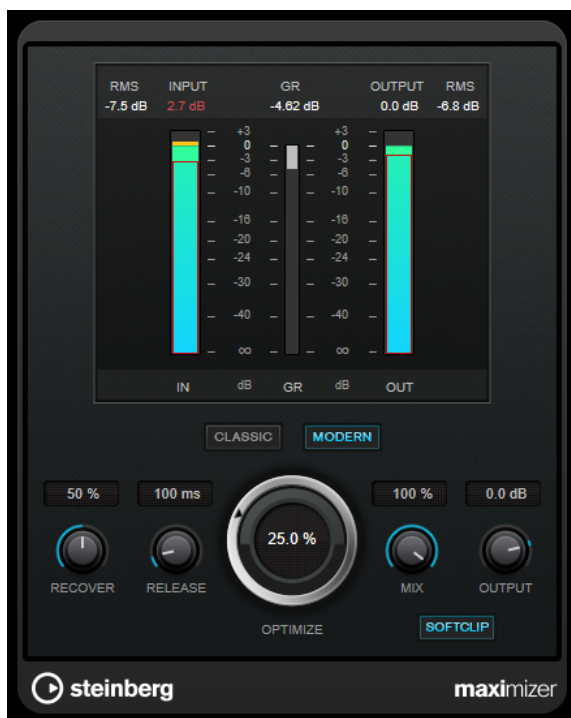 RMS INPUT GR OUTPUT RMS
-7.5 dB 2.7 dB -4.62 dB 0.0 dB -6.8 dB
+3 +3
0 0
-3 -3
-6 -6
-10 -10
-16 -16
-20 -20
-24 -24
-30 -30
-40 -40
∞ ∞
IN dB GR dB OUT
CLASSIC MODERN
50 % 100 ms 25.0 % 100 % 0.0 dB
RECOVER RELEASE OPTIMIZE MIX OUTPUT
SOFTCLIP
steinberg maximizer